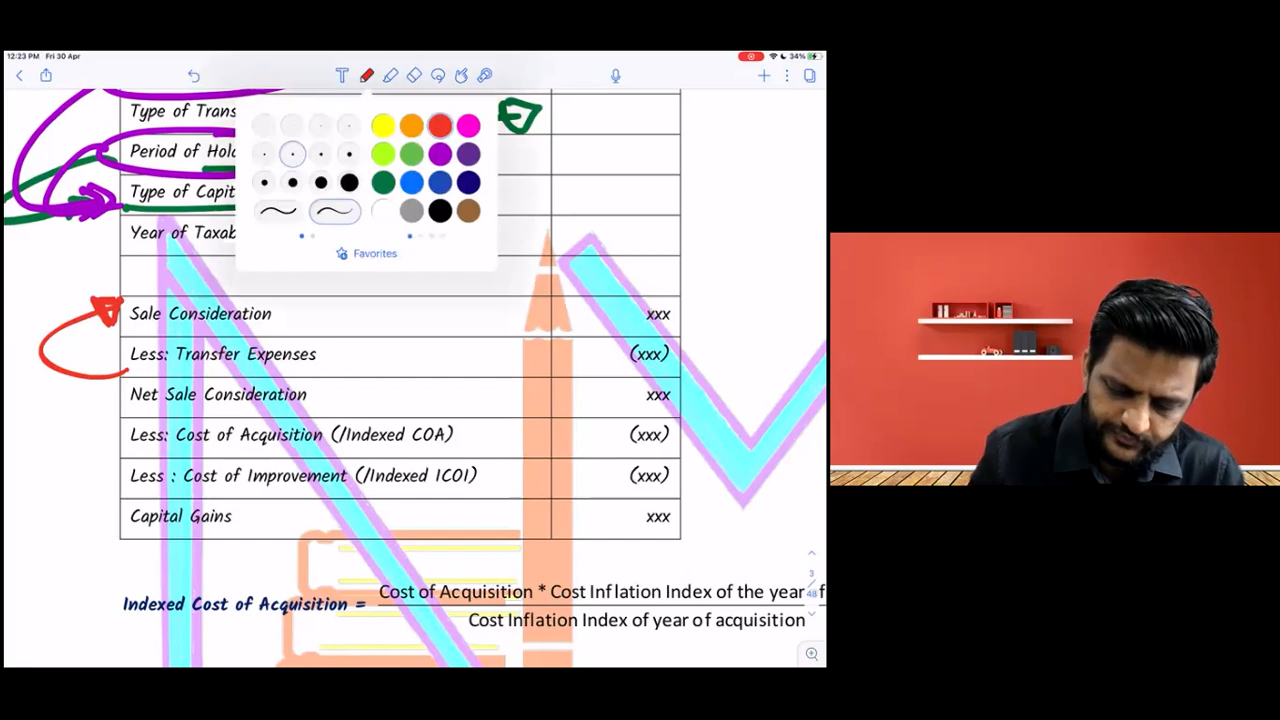 12:23 PM Fri 30 Apr
34%
Type of Trans
Period of Hold
Type of Capit
Year of Taxab
Favorites
Sale Consideration xxx
Less: Transfer Expenses (xxx)
Net Sale Consideration xxx
Less: Cost of Acquisition (/Indexed COA) (xxx)
Less : Cost of Improvement (/Indexed ICOI) (xxx)
Capital Gains xxx
Cost of Acquisition * Cost Inflation Index of the year f
Indexed Cost of Acquisition =
Cost Inflation Index of year of acquisition
3
48